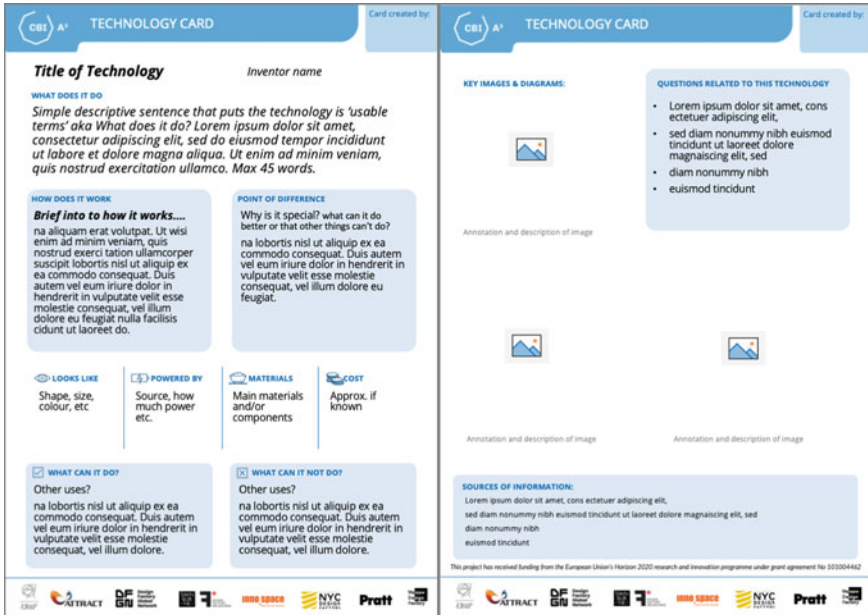 CBI A³ TECHNOLOGY CARD
Card created by:
Title of Technology
Inventor name
WHAT DOES IT DO
Simple descriptive sentence that puts the technology is ‘usable
terms’ aka What does it do? Lorem ipsum dolor sit amet,
consectetur adipiscing elit, sed do eiusmod tempor incididunt
ut labore et dolore magna aliqua. Ut enim ad minim veniam,
quis nostrud exercitation ullamco. Max 45 words.
HOW DOES IT WORK
Brief into to how it works....
na aliquam erat volutpat. Ut wisi
enim ad minim veniam, quis
nostrud exerci tation ullamcorper
suscipit lobortis nisl ut aliquip ex
ea commodo consequat. Duis
autem vel eum iriure dolor in
hendrerit in vulputate velit esse
molestie consequat, vel illum
dolore eu feugiat nulla facilisis
cidunt ut laoreet do.
POINT OF DIFFERENCE
Why is it special? what can it do
better or that other things can’t do?
na lobortis nisl ut aliquip ex ea
commodo consequat. Duis autem
vel eum iriure dolor in hendrerit in
vulputate velit esse molestie
consequat, vel illum dolore eu
feugiat.
LOOKS LIKE
Shape, size,
colour, etc
POWERED BY
Source, how
much power
etc.
MATERIALS
Main materials
and/or
components
COST
Approx. if
known
WHAT CAN IT DO?
Other uses?
na lobortis nisl ut aliquip ex ea
commodo consequat. Duis autem
vel eum iriure dolor in hendrerit in
vulputate velit esse molestie
consequat, vel illum dolore.
WHAT CAN IT NOT DO?
Other uses?
na lobortis nisl ut aliquip ex ea
commodo consequat. Duis autem
vel eum iriure dolor in hendrerit in
vulputate velit esse molestie
consequat, vel illum dolore.
ATTRACT
DF
GN
inno space
NYC
DESIGN
FACTORY
Pratt
CBI A³ TECHNOLOGY CARD
Card created by:
KEY IMAGES & DIAGRAMS:
Annotation and description of image
QUESTIONS RELATED TO THIS TECHNOLOGY
• Lorem ipsum dolor sit amet, cons
ectetuer adipiscing elit,
• sed diam nonummy nibh euismod
tincidunt ut laoreet dolore
magnaiscing elit, sed
• diam nonummy nibh
• euismod tincidunt
Annotation and description of image
Annotation and description of image
SOURCES OF INFORMATION:
Lorem ipsum dolor sit amet, cons ectetuer adipiscing elit,
sed diam nonummy nibh euismod tincidunt ut laoreet dolore magnaiscing elit, sed
diam nonummy nibh
euismod tincidunt
This project has received funding from the European Union’s Horizon 2020 research and innovation programme under grant agreement No 101004462
ATTRACT
DF
GN
inno space
NYC
DESIGN
FACTORY
Pratt